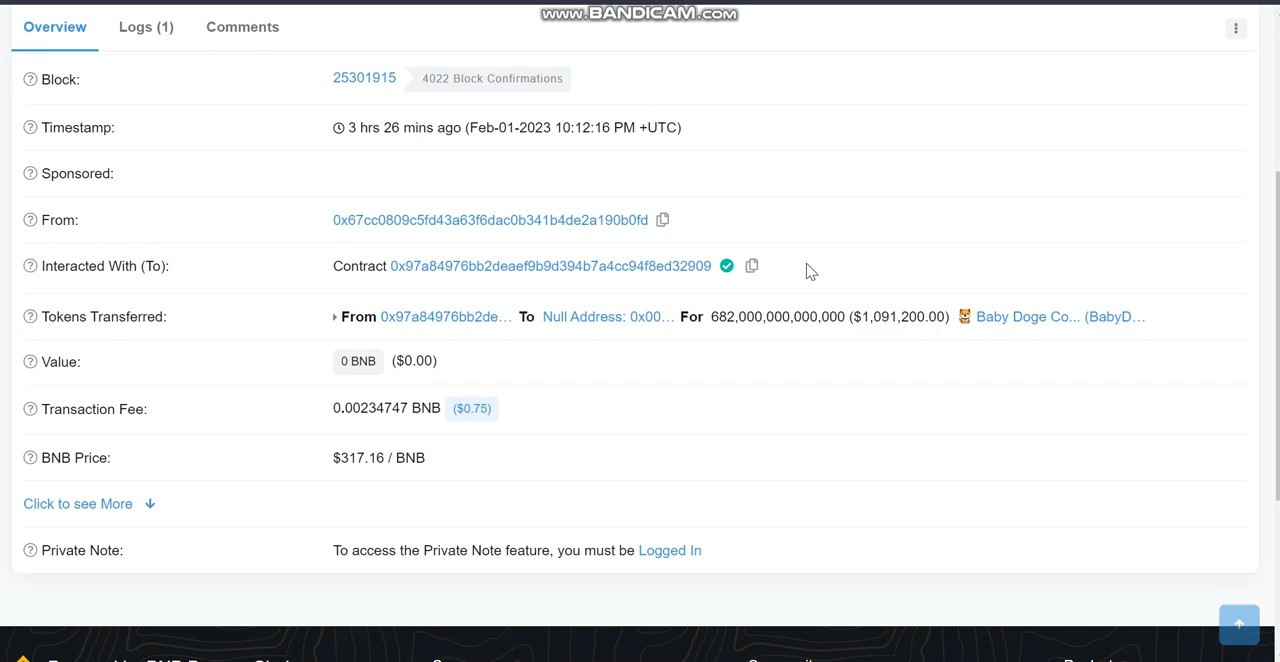 www.BANDICAM.com
Overview Logs (1) Comments
Block: 25301915 4022 Block Confirmations
Timestamp: 3 hrs 26 mins ago (Feb-01-2023 10:12:16 PM +UTC)
Sponsored:
From: 0x67cc0809c5fd43a63f6dac0b341b4de2a190b0fd
Interacted With (To): Contract 0x97a84976bb2deaef9b9d394b7a4cc94f8ed32909
Tokens Transferred: From 0x97a84976bb2de... To Null Address: 0x00... For 682,000,000,000,000 ($1,091,200.00) Baby Doge Co... (BabyD...
Value: 0 BNB ($0.00)
Transaction Fee: 0.00234747 BNB ($0.75)
BNB Price: $317.16 / BNB
Click to see More
Private Note: To access the Private Note feature, you must be Logged In